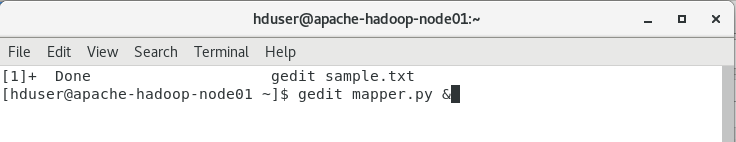 hduser@apache-hadoop-node01:~
File Edit View Search Terminal Help
[1]+  Done                    gedit sample.txt
[hduser@apache-hadoop-node01 ~]$ gedit mapper.py &